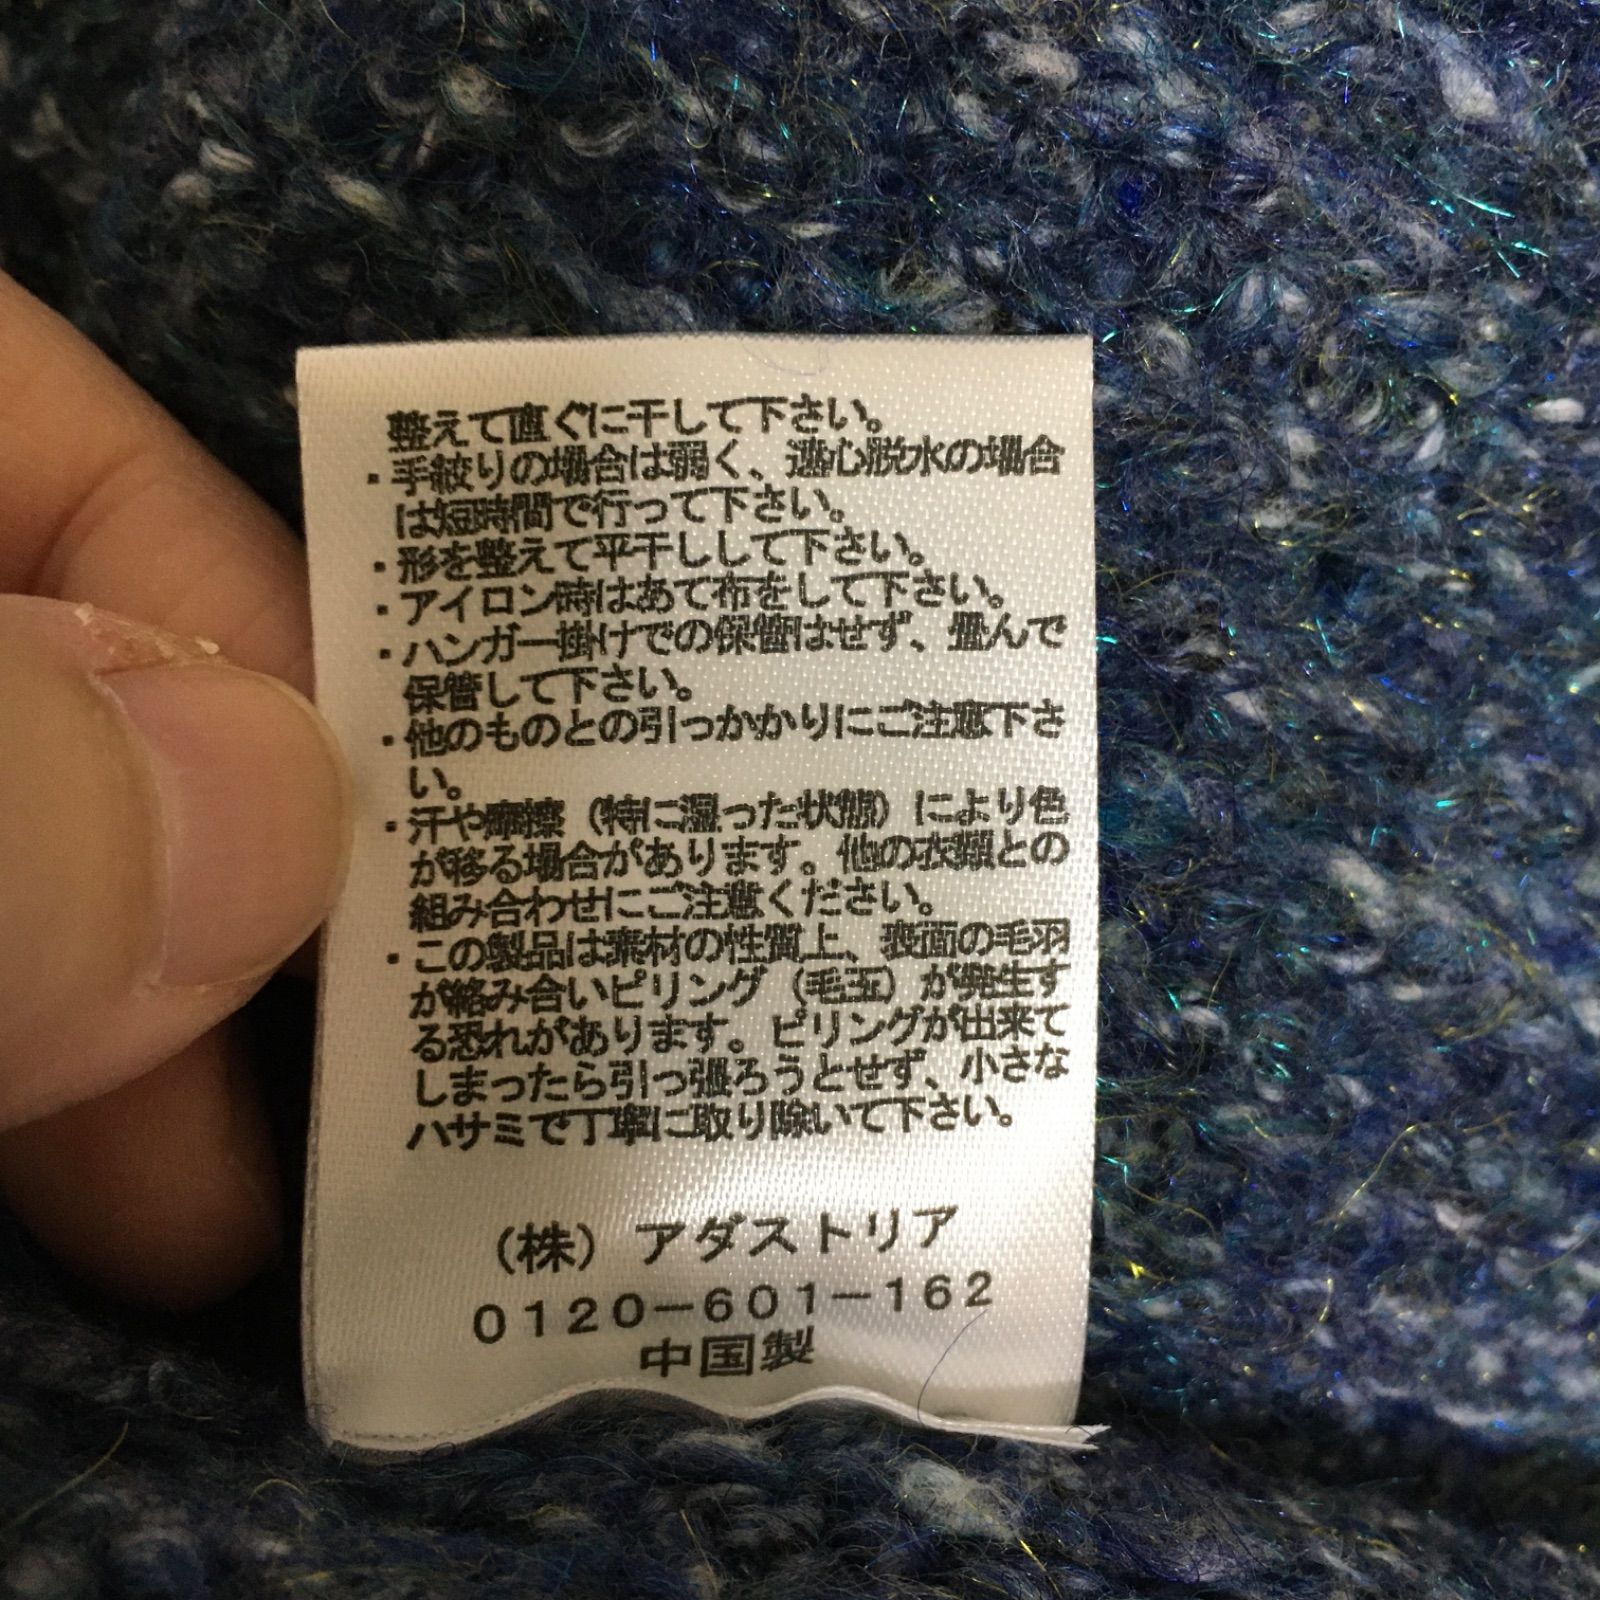 整えて直ぐに干して下さい。
・手絞りの場合は弱く、遠心脱水の場合
は短時間で行って下さい。
・形を整えて平干しして下さい。
・アイロン時はあて布をして下さい。
・ハンガー掛けでの保管はせず、畳んで
保管して下さい。
・他のものとの引っかかりにご注意下さ
い。
・汗や摩擦（特に湿った状態）により色
が移る場合があります。他の衣類との
組み合わせにご注意ください。
・この製品は素材の性質上、表面の毛羽
が絡み合いピリング（毛玉）が発生す
る恐れがあります。ピリングが出来て
しまったら引っ張ろうとせず、小さな
ハサミで丁寧に取り除いて下さい。
（株）アダストリア
0120-601-162
中国製